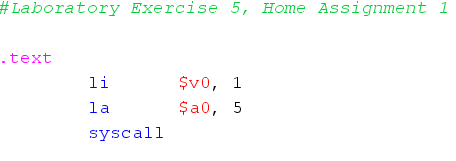 #Laboratory Exercise 5, Home Assignment 1
.text
li $v0, 1
la $a0, 5
syscall